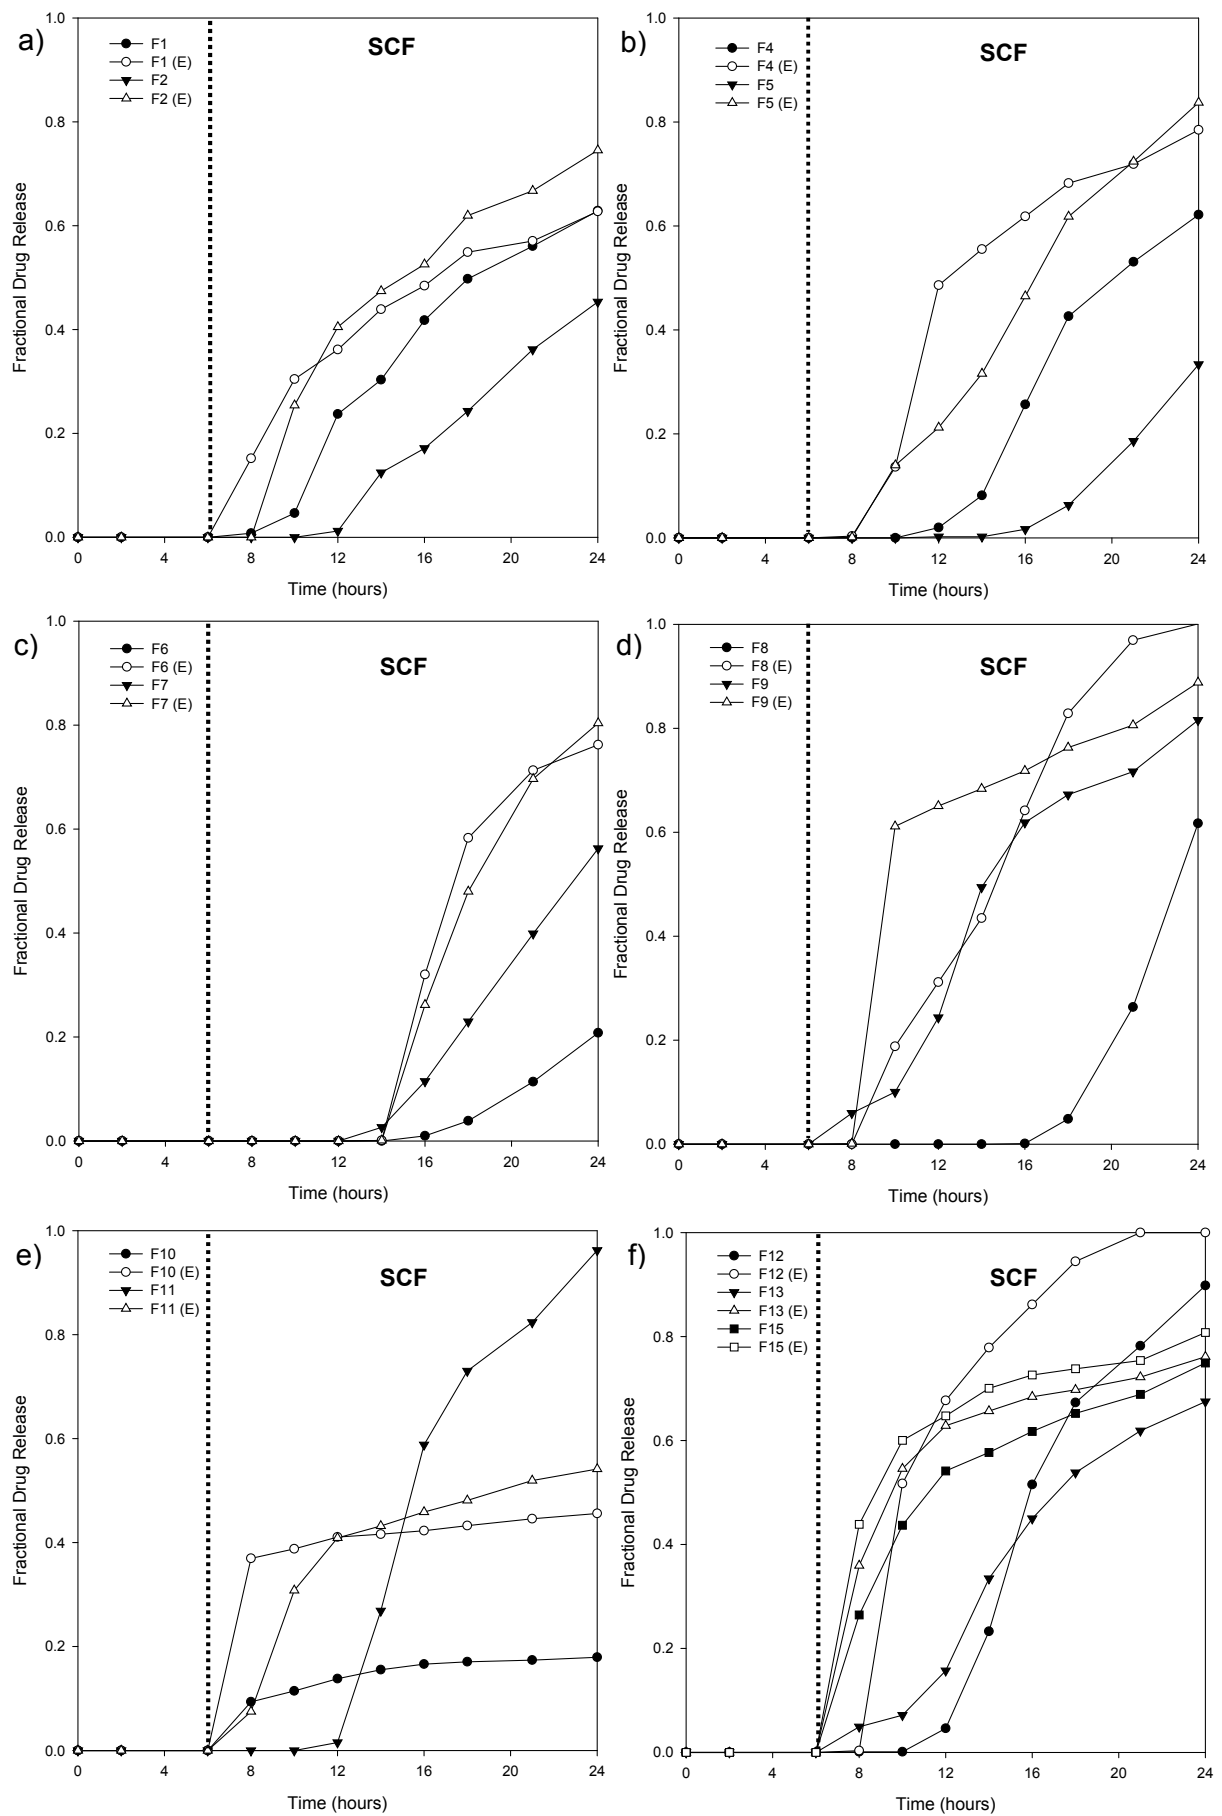 a)
SCF
F1
F1 (E)
F2
F2 (E)
1.0
0.8
0.6
0.4
0.2
0.0
Fractional Drug Release
0 4 8 12 16 20 24
Time (hours)
b)
SCF
F4
F4 (E)
F5
F5 (E)
1.0
0.8
0.6
0.4
0.2
0.0
Fractional Drug Release
0 4 8 12 16 20 24
Time (hours)
c)
SCF
F6
F6 (E)
F7
F7 (E)
1.0
0.8
0.6
0.4
0.2
0.0
Fractional Drug Release
0 4 8 12 16 20 24
Time (hours)
d)
SCF
F8
F8 (E)
F9
F9 (E)
1.0
0.8
0.6
0.4
0.2
0.0
Fractional Drug Release
0 4 8 12 16 20 24
Time (hours)
e)
SCF
F10
F10 (E)
F11
F11 (E)
1.0
0.8
0.6
0.4
0.2
0.0
Fractional Drug Release
0 4 8 12 16 20 24
Time (hours)
f)
SCF
F12
F12 (E)
F13
F13 (E)
F15
F15 (E)
1.0
0.8
0.6
0.4
0.2
0.0
Fractional Drug Release
0 4 8 12 16 20 24
Time (hours)